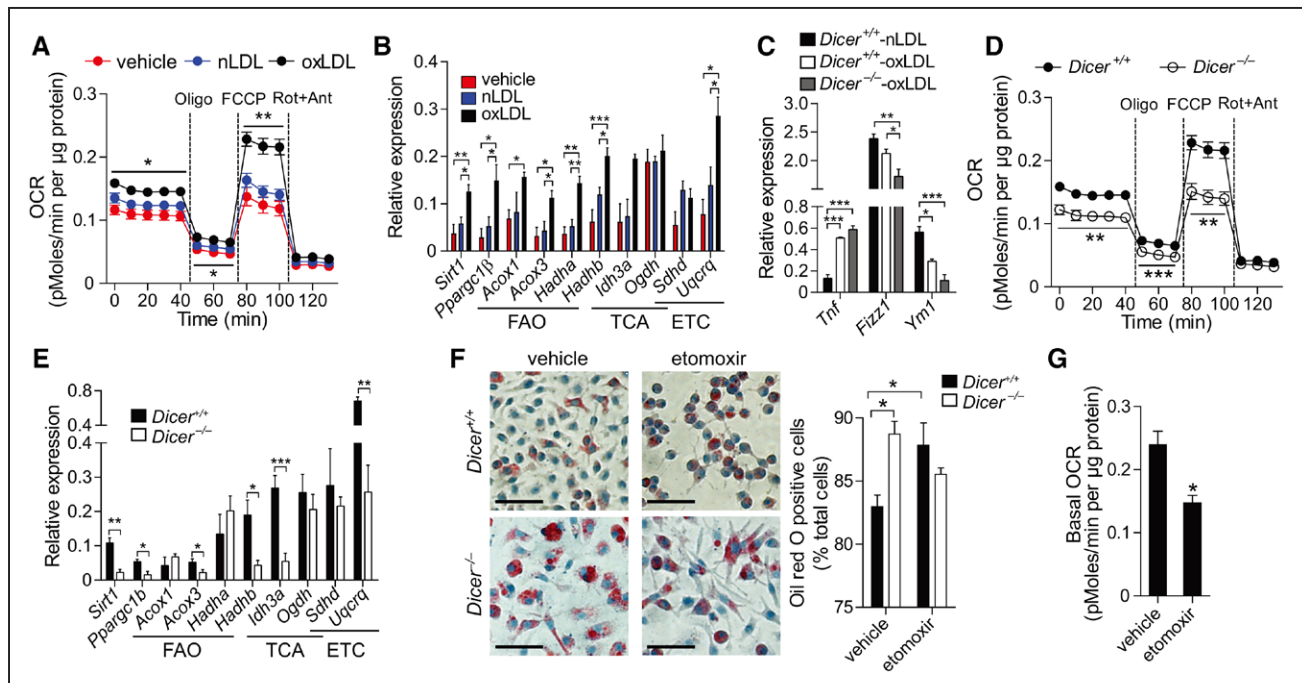 A
vehicle nLDL oxLDL
Oligo FCCP Rot+Ant
OCR
(pMoles/min per µg protein)
0.3
0.2
0.1
0
*
*
**
0 20 40 60 80 100 120
Time (min)
B
vehicle
nLDL
oxLDL
Relative expression
0.4
0.3
0.2
0.1
0
**
*
*
*
*
*
*
**
**
***
*
*
*
Sirt1
Ppargc1β
Acox1
Acox3
Hadha
Hadhb
Idh3a
Ogdh
Sdhd
Uqcrq
FAO TCA ETC
C
Dicer+/+-nLDL
Dicer+/+-oxLDL
Dicer−/−-oxLDL
Relative expression
2.5
2.0
1.5
1.0
0.6
0.4
0.2
0
***
***
**
*
***
*
Tnf
Fizz1
Ym1
D
Dicer+/+ Dicer−/−
Oligo FCCP Rot+Ant
OCR
(pMoles/min per µg protein)
0.3
0.2
0.1
0
**
***
**
0 20 40 60 80 100 120
Time (min)
E
Dicer+/+
Dicer−/−
Relative expression
0.8
0.4
0.3
0.2
0.1
0
**
*
*
*
***
**
Sirt1
Ppargc1b
Acox1
Acox3
Hadha
Hadhb
Idh3a
Ogdh
Sdhd
Uqcrq
FAO TCA ETC
F
vehicle etomoxir
Dicer+/+
Dicer−/−
Dicer+/+
Dicer−/−
Oil red O positive cells
(% total cells)
90
85
80
75
*
*
vehicle
etomoxir
G
Basal OCR
(pMoles/min per µg protein)
0.3
0.2
0.1
0
*
vehicle
etomoxir